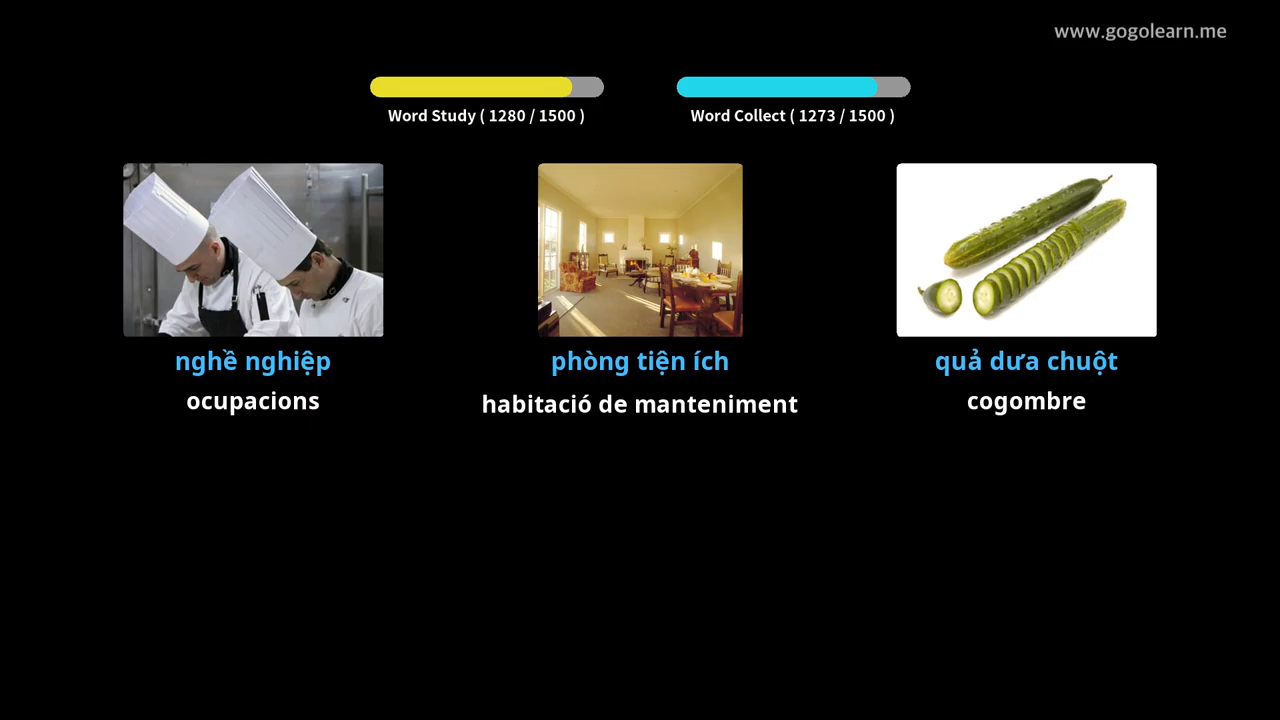 www.gogolearn.me
Word Study ( 1280 / 1500 )
Word Collect ( 1273 / 1500 )
nghề nghiệp
ocupacions
phòng tiện ích
habitació de manteniment
quả dưa chuột
cogombre